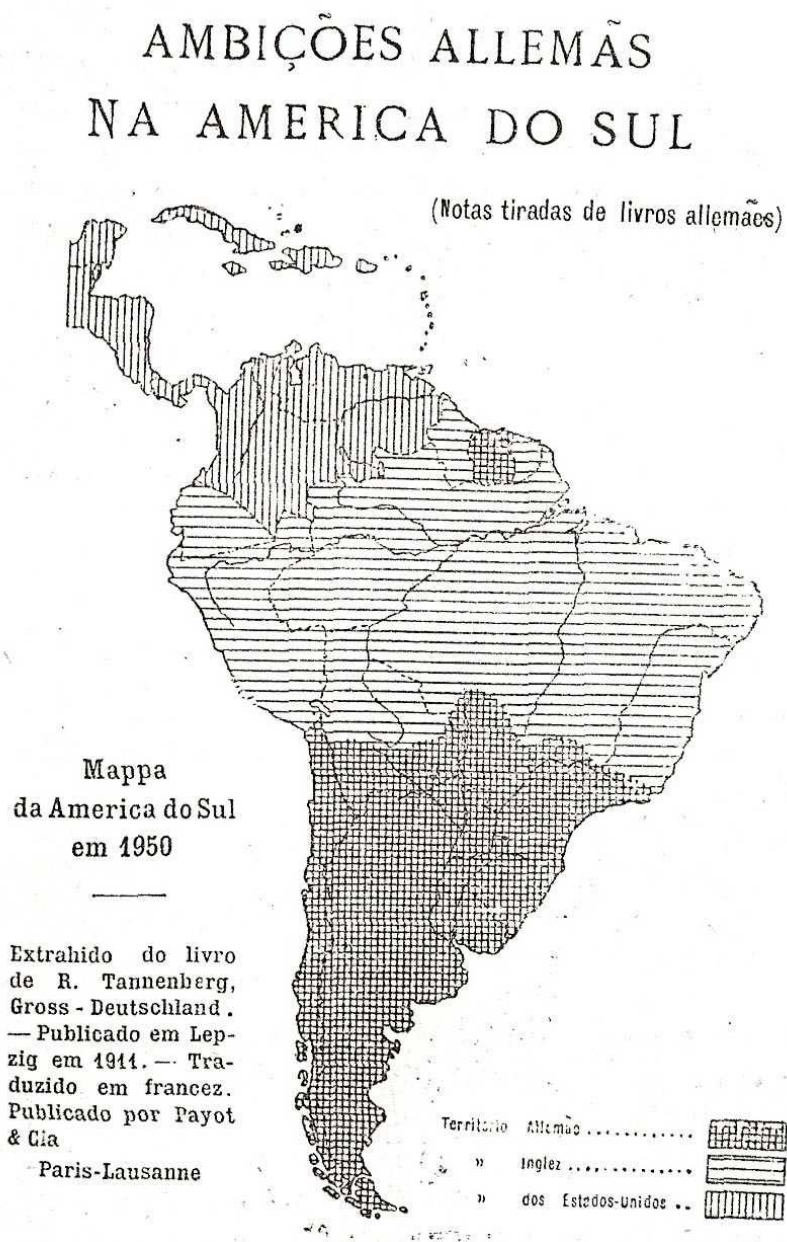 AMBIÇÕES ALLEMÃS
NA AMERICA DO SUL
(Notas tiradas de livros allemães)
Mappa
da America do Sul
em 1950
Extrahido do livro
de R. Tannenberg,
Gross - Deutschland.
— Publicado em Lep-
zig em 1911. — Tra-
duzido em francez.
Publicado por Payot
& Cia
Paris-Lausanne
Territorio Allemão ............
" Inglez ..............
" dos Estados-Unidos ..